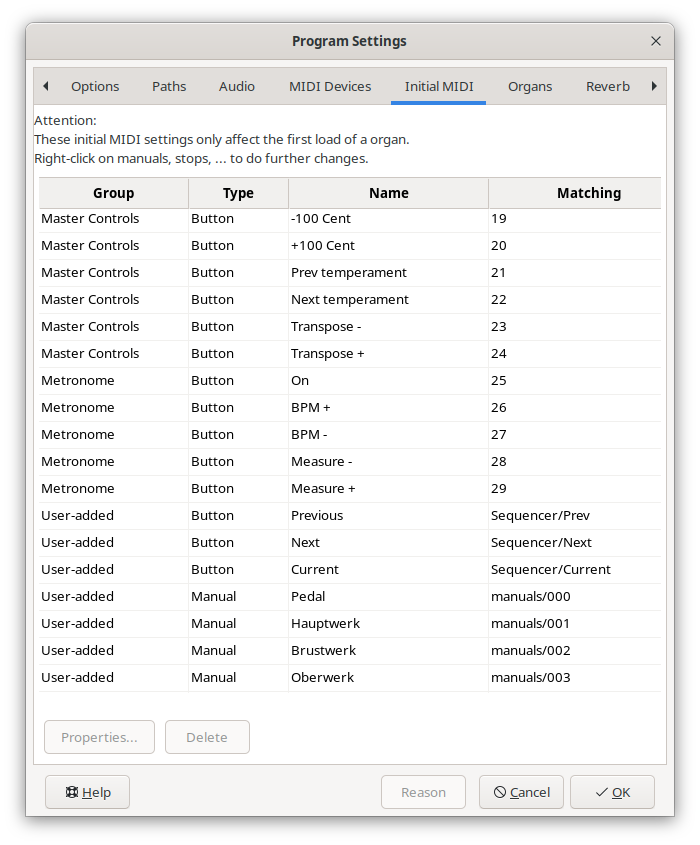 Program Settings
Options Paths Audio MIDI Devices Initial MIDI Organs Reverb
Attention:
These initial MIDI settings only affect the first load of a organ.
Right-click on manuals, stops, ... to do further changes.
Group Type Name Matching
Master Controls Button -100 Cent 19
Master Controls Button +100 Cent 20
Master Controls Button Prev temperament 21
Master Controls Button Next temperament 22
Master Controls Button Transpose - 23
Master Controls Button Transpose + 24
Metronome Button On 25
Metronome Button BPM + 26
Metronome Button BPM - 27
Metronome Button Measure - 28
Metronome Button Measure + 29
User-added Button Previous Sequencer/Prev
User-added Button Next Sequencer/Next
User-added Button Current Sequencer/Current
User-added Manual Pedal manuals/000
User-added Manual Hauptwerk manuals/001
User-added Manual Brustwerk manuals/002
User-added Manual Oberwerk manuals/003
Properties... Delete
Help Reason Cancel OK